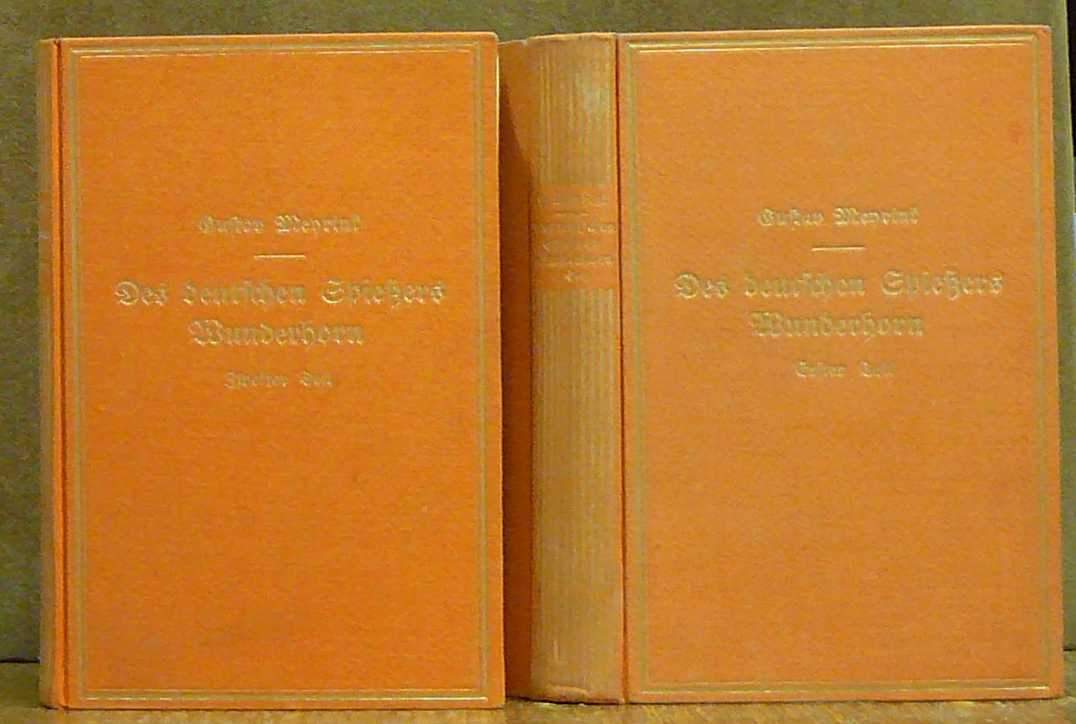 Gustav Meyrink
Des deutschen Spießers
Wunderhorn
Zweiter Teil
Gustav Meyrink
Des deutschen Spießers
Wunderhorn
Erster Teil